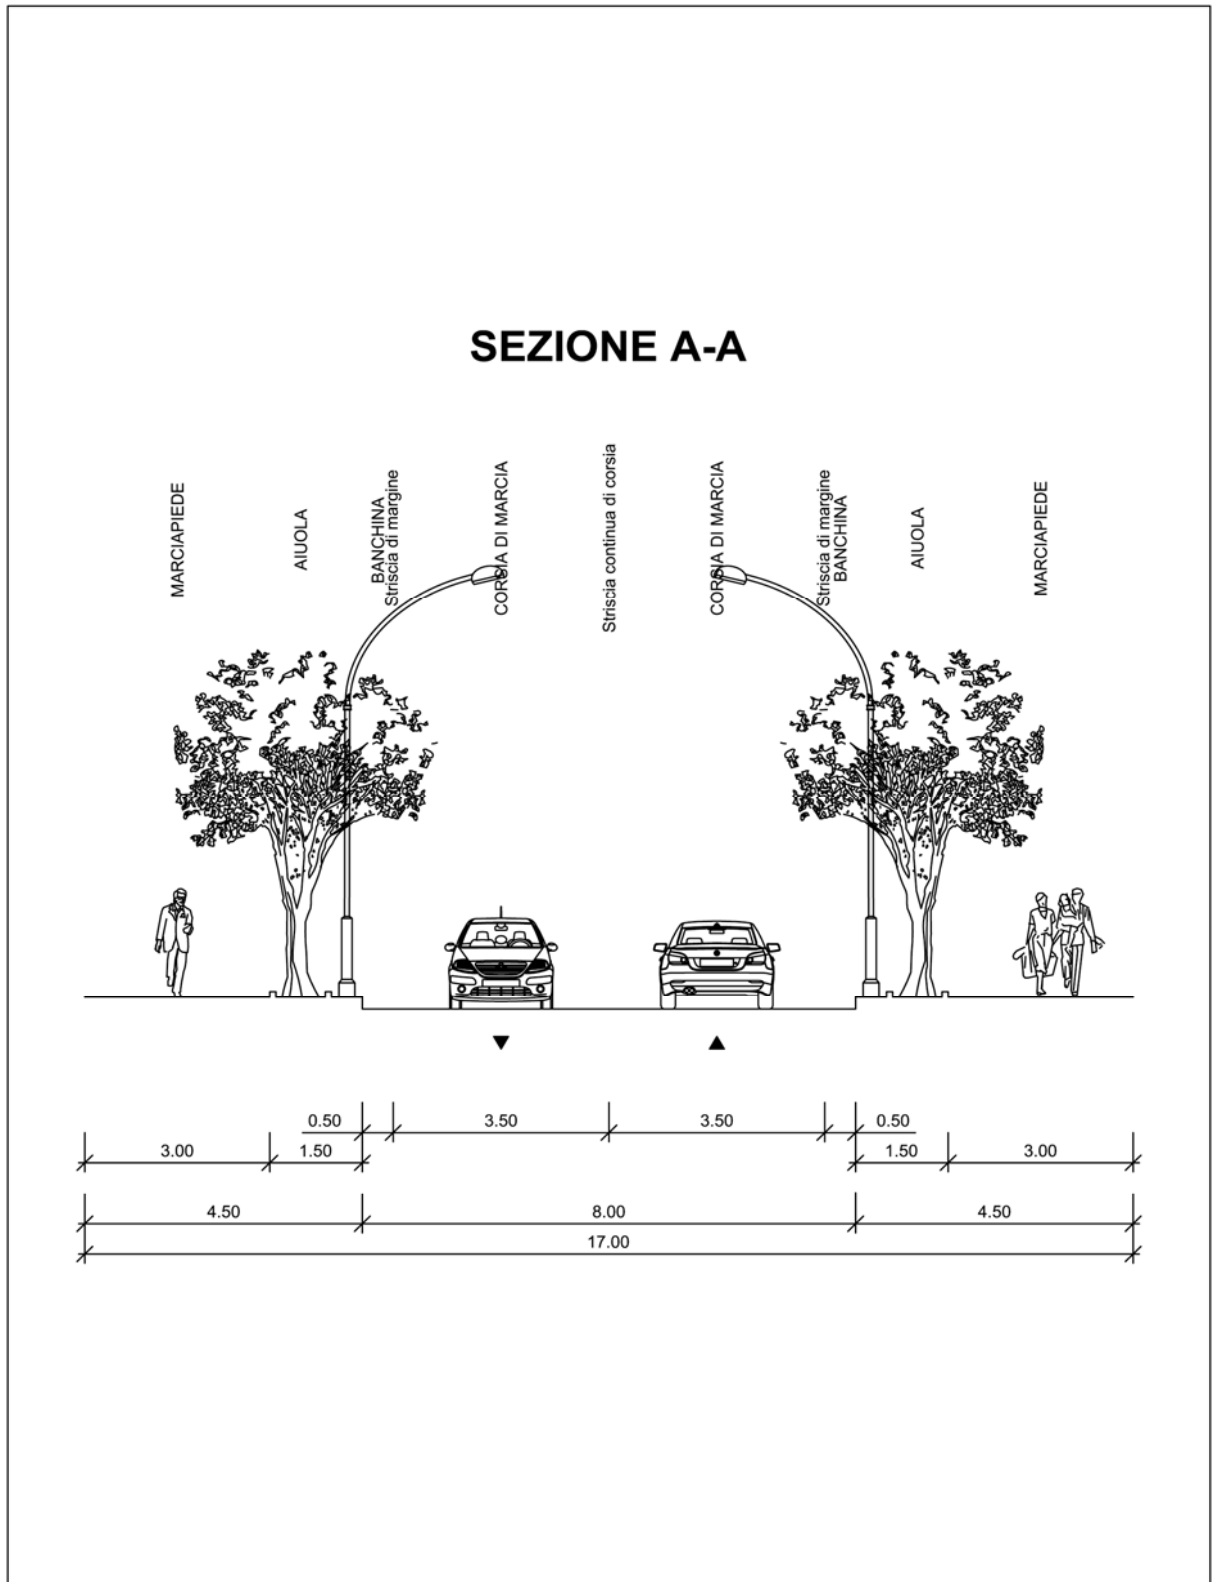 SEZIONE A-A
MARCIAPIEDE
AIUOLA
BANCHINA
Striscia di margine
CORSIA DI MARCIA
Striscia continua di corsia
CORSIA DI MARCIA
Striscia di margine
BANCHINA
AIUOLA
MARCIAPIEDE
0.50 3.50 3.50 0.50
3.00 1.50 1.50 3.00
4.50 8.00 4.50
17.00